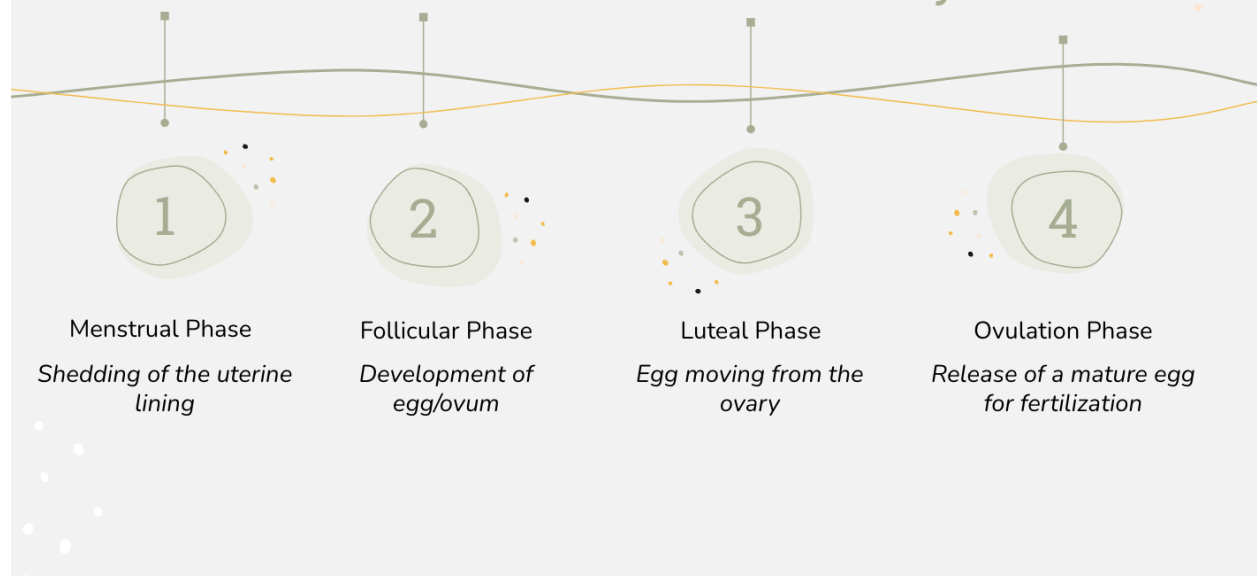 1
2
3
4
Menstrual Phase
Shedding of the uterine
lining
Follicular Phase
Development of
egg/ovum
Luteal Phase
Egg moving from the
ovary
Ovulation Phase
Release of a mature egg
for fertilization